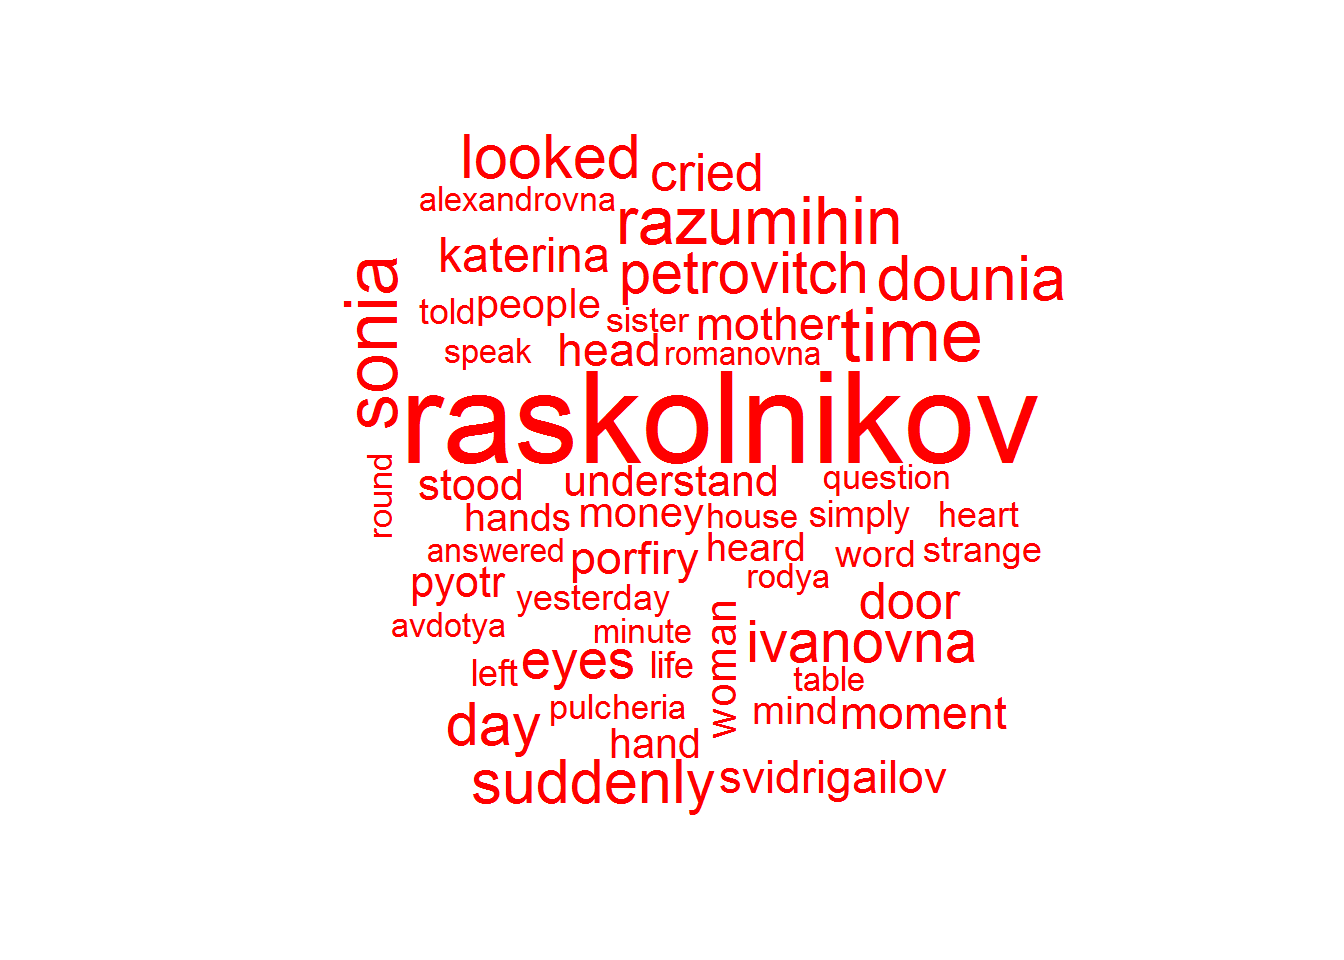 looked
cried
alexandrovna
razumihin
katerina
petrovitch
dounia
sonia
told
people
sister
mother
time
speak
head
romanovna
raskolnikov
round
stood
understand
question
hands
money
house
simply
heart
answered
porfiry
heard
word
strange
pyotr
yesterday
rodya
door
avdotya
minute
woman
ivanovna
left
eyes
life
table
day
pulcheria
mind
moment
hand
suddenly
svidrigailov